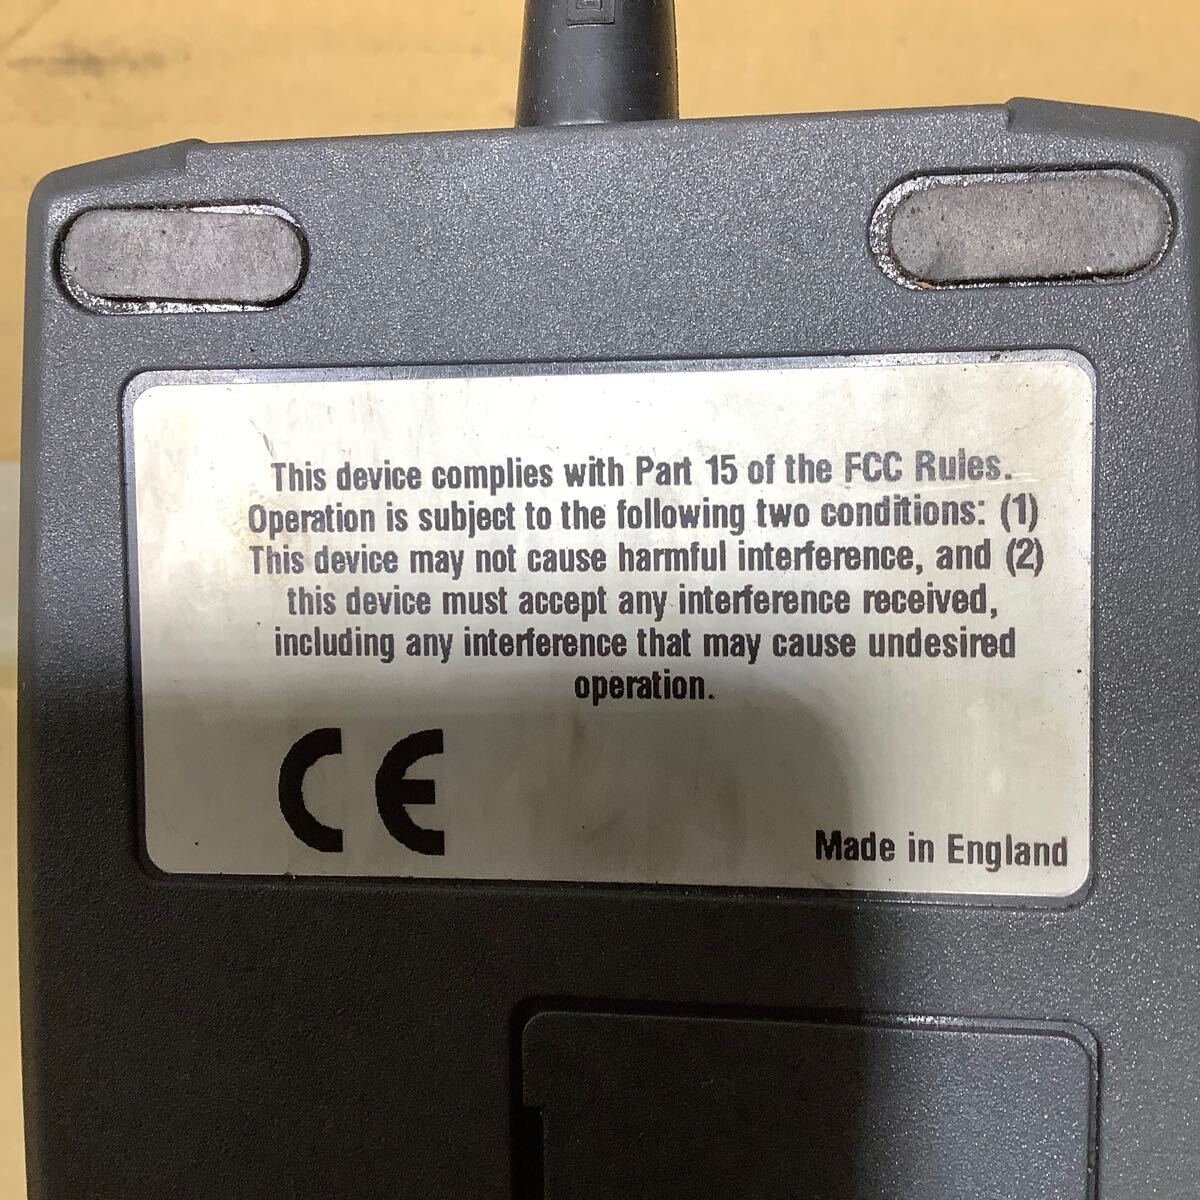 This device complies with Part 15 of the FCC Rules.
Operation is subject to the following two conditions: (1)
This device may not cause harmful interference, and (2)
this device must accept any interference received,
including any interference that may cause undesired
operation.
CE
Made in England